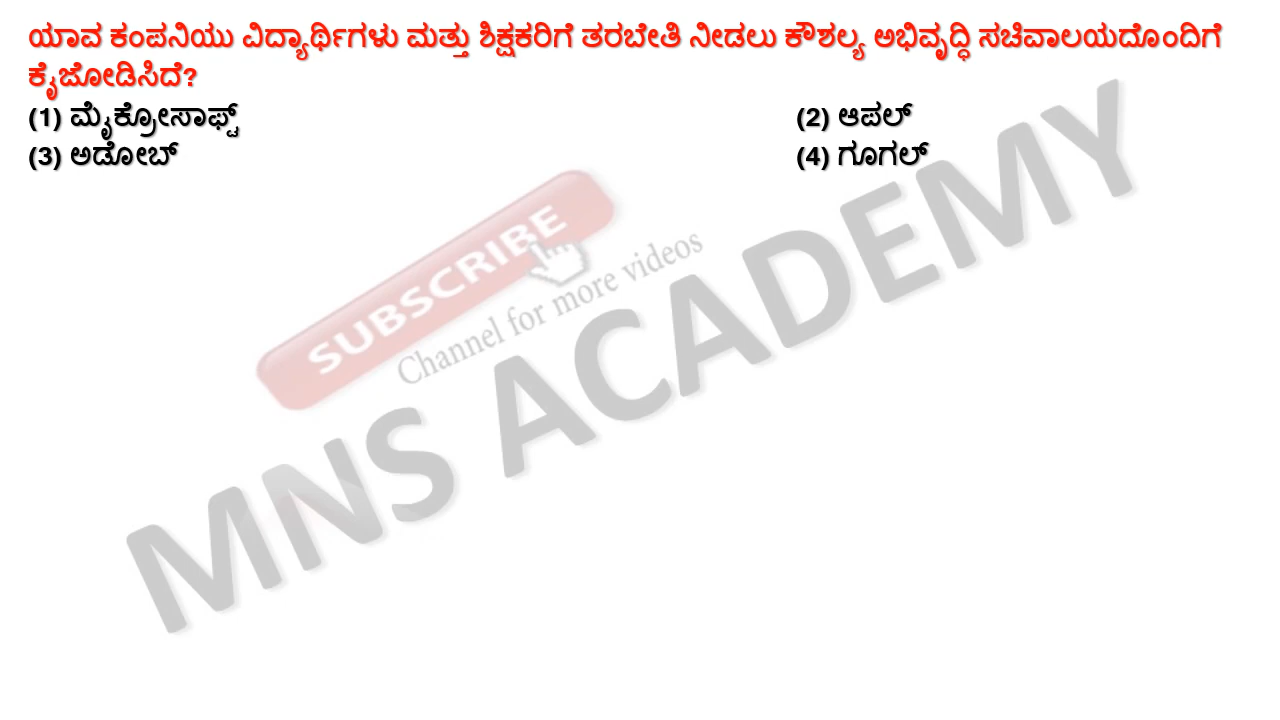 ಯಾವ ಕಂಪನಿಯು ವಿದ್ಯಾರ್ಥಿಗಳು ಮತ್ತು ಶಿಕ್ಷಕರಿಗೆ ತರಬೇತಿ ನೀಡಲು ಕೌಶಲ್ಯ ಅಭಿವೃದ್ಧಿ ಸಚಿವಾಲಯದೊಂದಿಗೆ
ಕೈಜೋಡಿಸಿದೆ?
(1) ಮೈಕ್ರೋಸಾಫ್ಟ್ (2) ಆಪಲ್
(3) ಅಡೋಬ್ (4) ಗೂಗಲ್
SUBSCRIBE
Channel for more videos
MNS ACADEMY